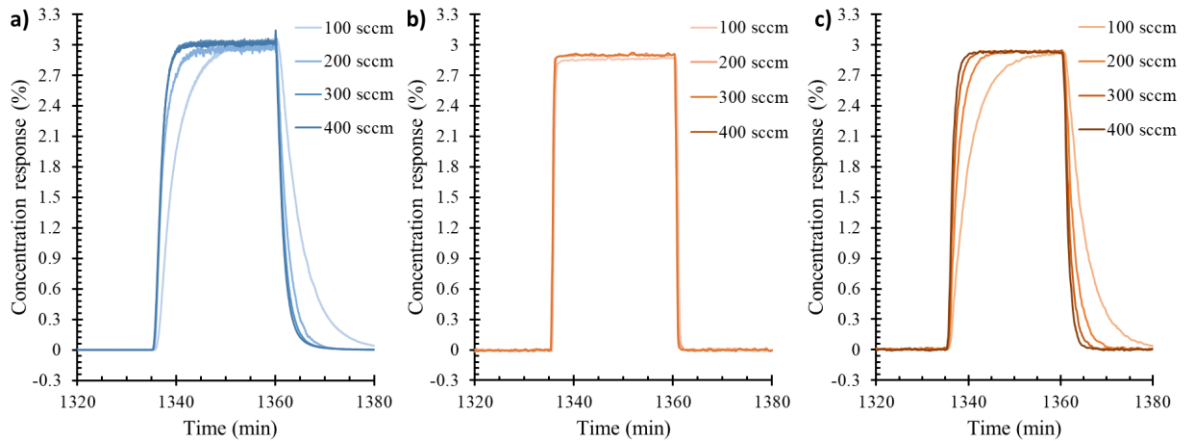 a)
Concentration response (%)
3.3
3
2.7
2.4
2.1
1.8
1.5
1.2
0.9
0.6
0.3
0
-0.3
1320
1340
1360
1380
Time (min)
100 sccm
200 sccm
300 sccm
400 sccm
b)
Concentration response (%)
3.3
3
2.7
2.4
2.1
1.8
1.5
1.2
0.9
0.6
0.3
0
-0.3
1320
1340
1360
1380
Time (min)
100 sccm
200 sccm
300 sccm
400 sccm
c)
Concentration response (%)
3.3
3
2.7
2.4
2.1
1.8
1.5
1.2
0.9
0.6
0.3
0
-0.3
1320
1340
1360
1380
Time (min)
100 sccm
200 sccm
300 sccm
400 sccm